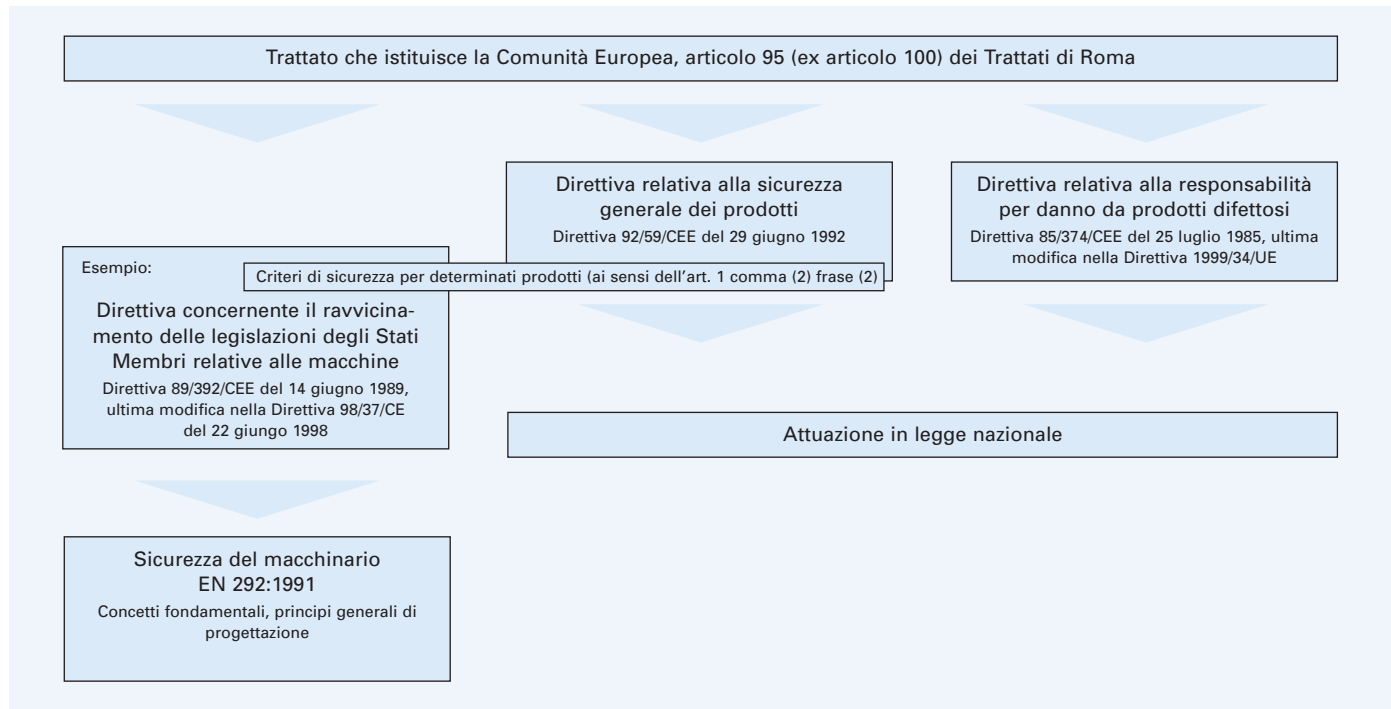 Trattato che istituisce la Comunità Europea, articolo 95 (ex articolo 100) dei Trattati di Roma
Direttiva relativa alla sicurezza
generale dei prodotti
Direttiva 92/59/CEE del 29 giugno 1992
Direttiva relativa alla responsabilità
per danno da prodotti difettosi
Direttiva 85/374/CEE del 25 luglio 1985, ultima
modifica nella Direttiva 1999/34/UE
Esempio:
Criteri di sicurezza per determinati prodotti (ai sensi dell'art. 1 comma (2) frase (2)
Direttiva concernente il ravvicina-
mento delle legislazioni degli Stati
Membri relative alle macchine
Direttiva 89/392/CEE del 14 giugno 1989,
ultima modifica nella Direttiva 98/37/CE
del 22 giungo 1998
Attuazione in legge nazionale
Sicurezza del macchinario
EN 292:1991
Concetti fondamentali, principi generali di
progettazione